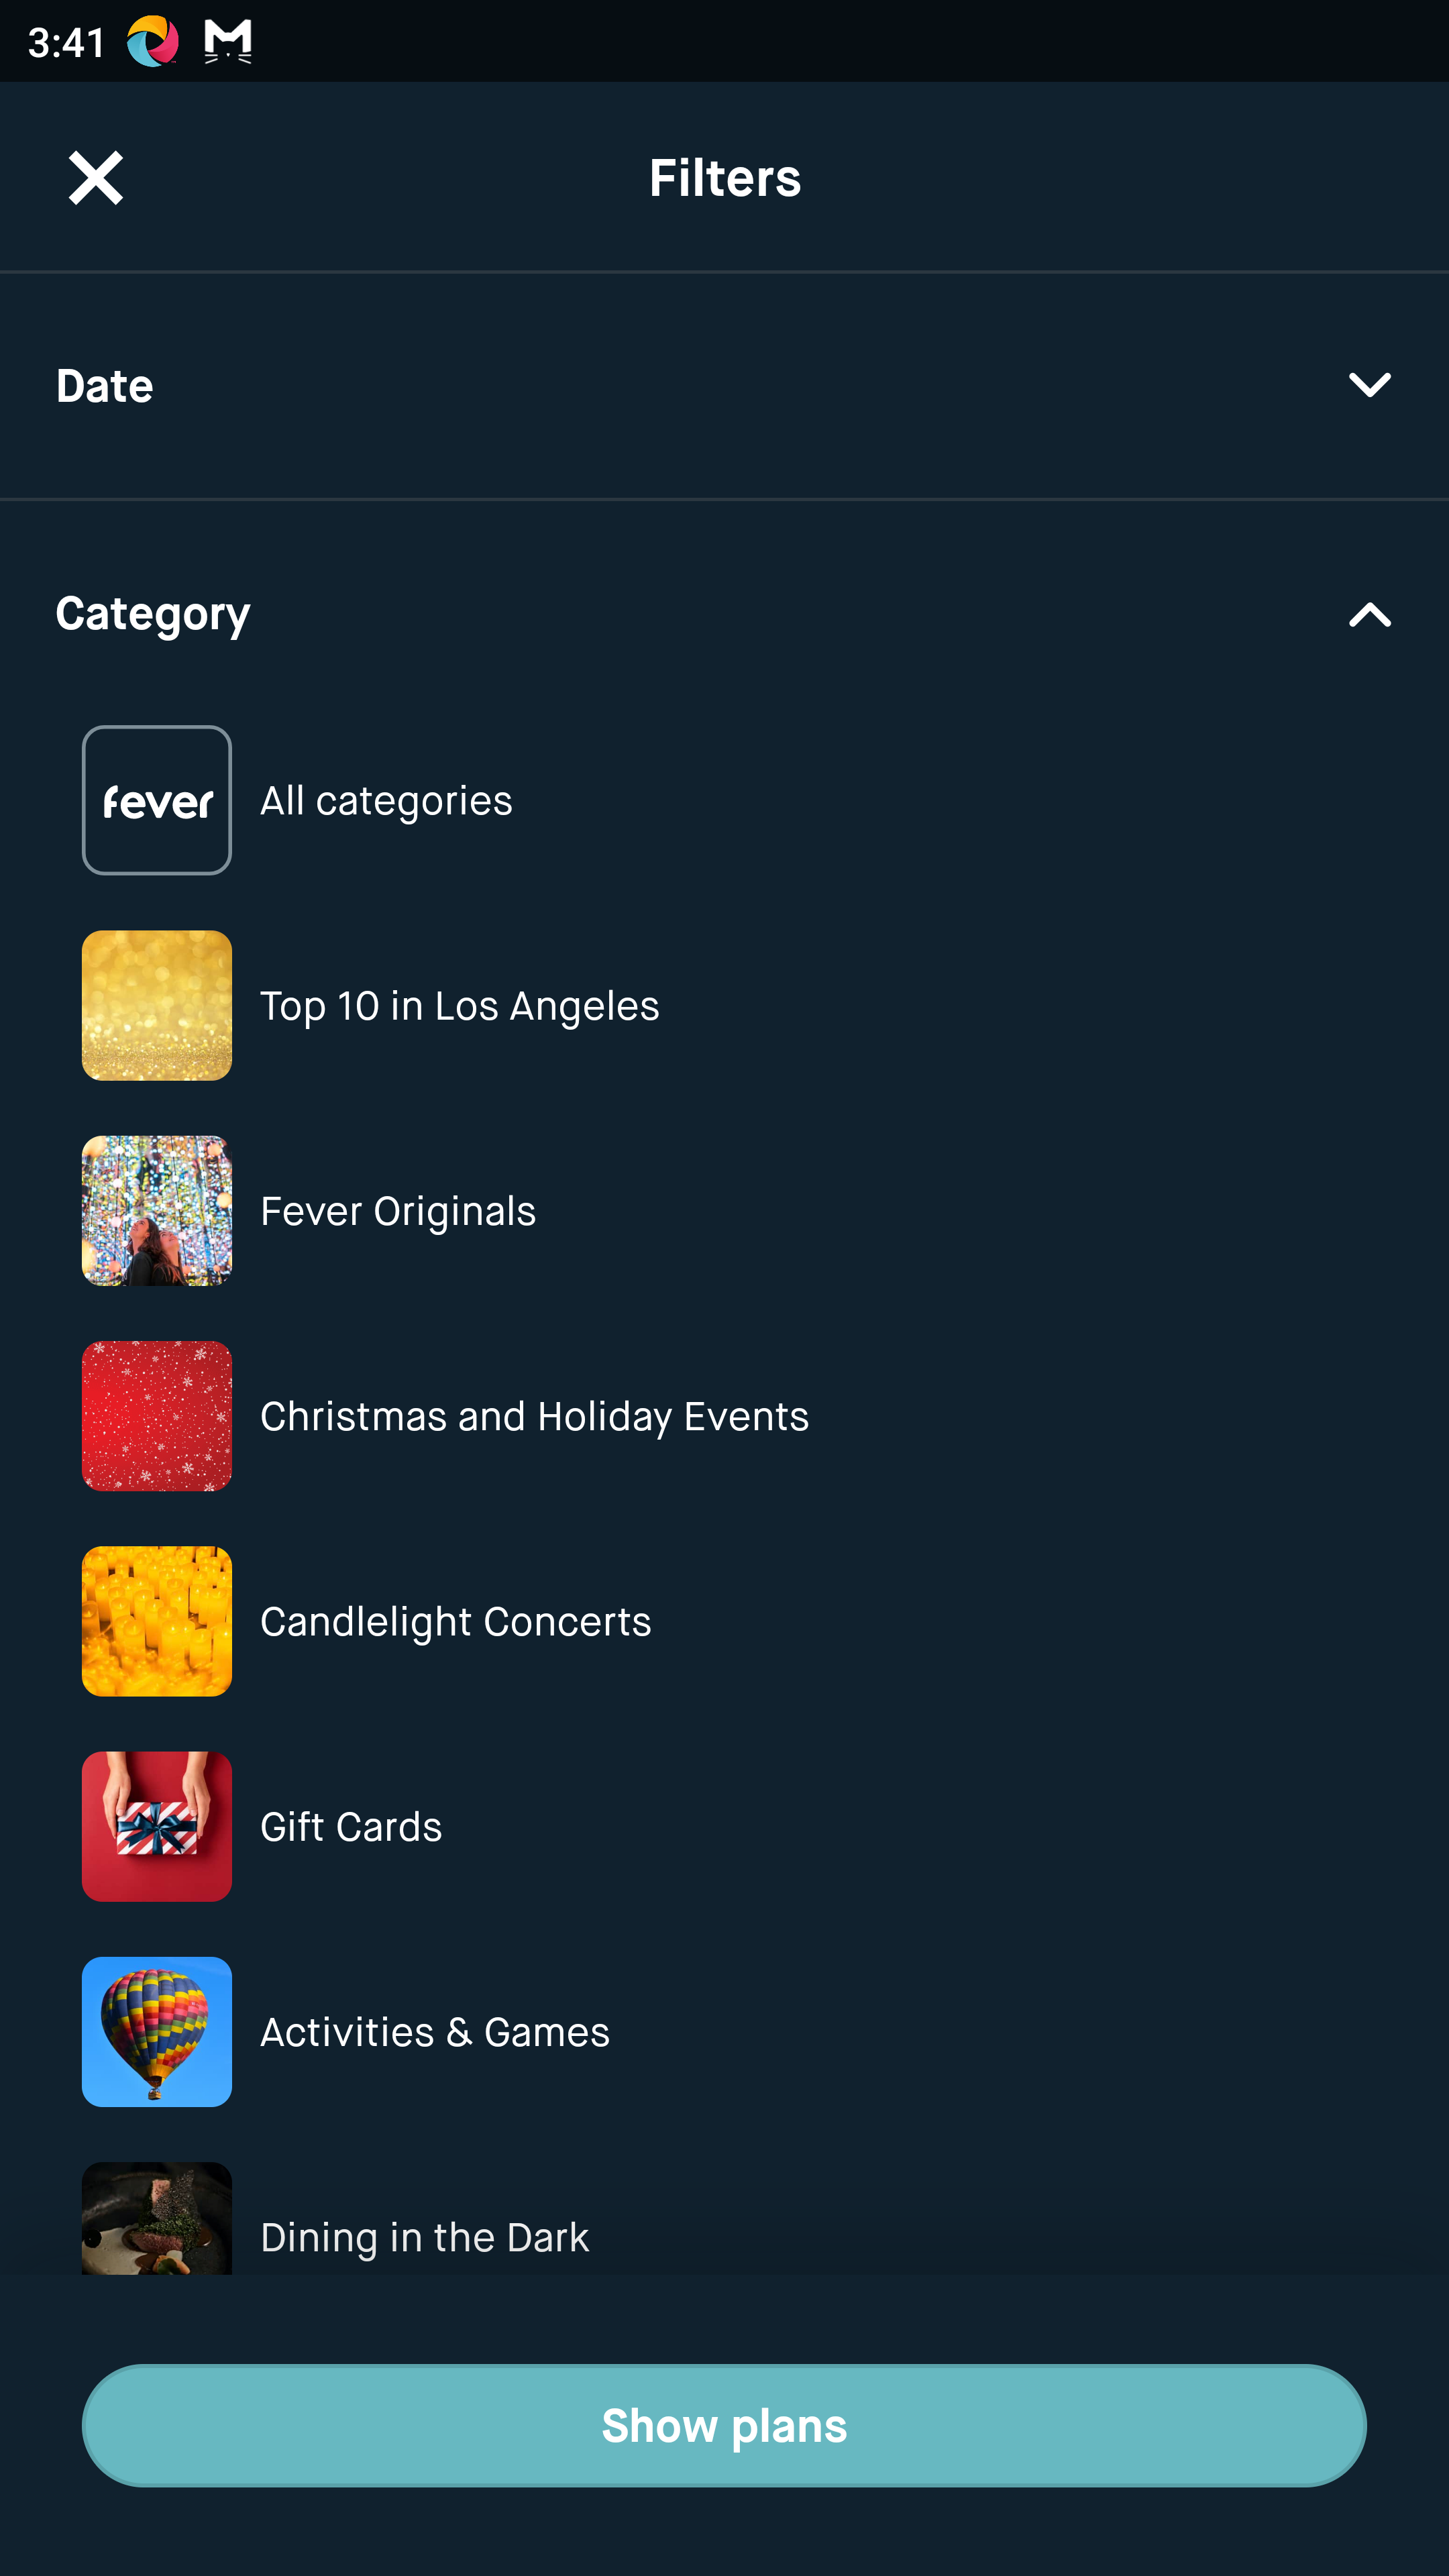 3:41
Filters
Date
Category
fever
All categories
Top 10 in Los Angeles
Fever Originals
Christmas and Holiday Events
Candlelight Concerts
Gift Cards
Activities & Games
Dining in the Dark
Show plans